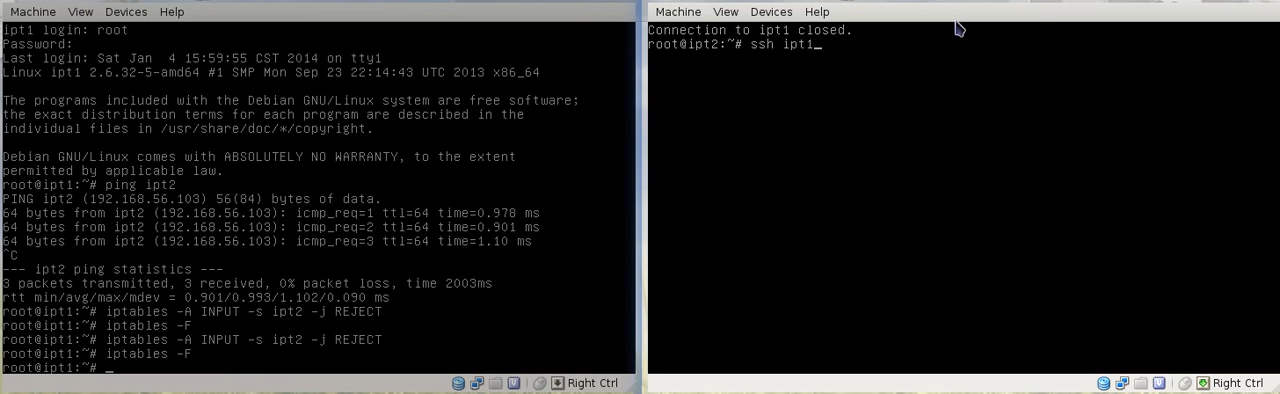 Machine View Devices Help
ipt1 login: root
Password:
Last login: Sat Jan  4 15:59:55 CST 2014 on tty1
Linux ipt1 2.6.32-5-amd64 #1 SMP Mon Sep 23 22:14:43 UTC 2013 x86_64
The programs included with the Debian GNU/Linux system are free software;
the exact distribution terms for each program are described in the
individual files in /usr/share/doc/*/copyright.
Debian GNU/Linux comes with ABSOLUTELY NO WARRANTY, to the extent
permitted by applicable law.
root@ipt1:~# ping ipt2
PING ipt2 (192.168.56.103) 56(84) bytes of data.
64 bytes from ipt2 (192.168.56.103): icmp_req=1 ttl=64 time=0.978 ms
64 bytes from ipt2 (192.168.56.103): icmp_req=2 ttl=64 time=0.901 ms
64 bytes from ipt2 (192.168.56.103): icmp_req=3 ttl=64 time=1.10 ms
^C
--- ipt2 ping statistics ---
3 packets transmitted, 3 received, 0% packet loss, time 2003ms
rtt min/avg/max/mdev = 0.901/0.993/1.102/0.090 ms
root@ipt1:~# iptables -A INPUT -s ipt2 -j REJECT
root@ipt1:~# iptables -F
root@ipt1:~# iptables -A INPUT -s ipt2 -j REJECT
root@ipt1:~# iptables -F
root@ipt1:~# _
Right Ctrl
Machine View Devices Help
Connection to ipt1 closed.
root@ipt2:~# ssh ipt1_
Right Ctrl